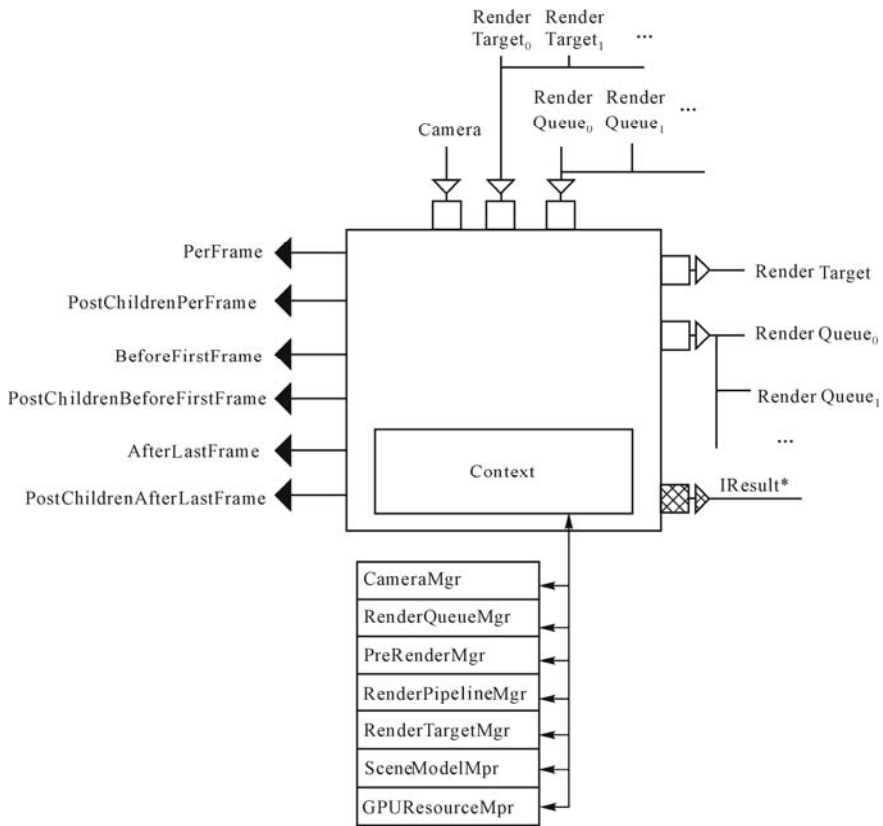 Render Render
Target₀ Target₁ ...
Render Render
Queue₀ Queue₁ ...
Camera
PerFrame
PostChildrenPerFrame
BeforeFirstFrame
PostChildrenBeforeFirstFrame
AfterLastFrame
PostChildrenAfterLastFrame
Render Target
Render Queue₀
Render Queue₁
...
IResult*
Context
CameraMgr
RenderQueueMgr
PreRenderMgr
RenderPipelineMgr
RenderTargetMgr
SceneModelMpr
GPUResourceMpr